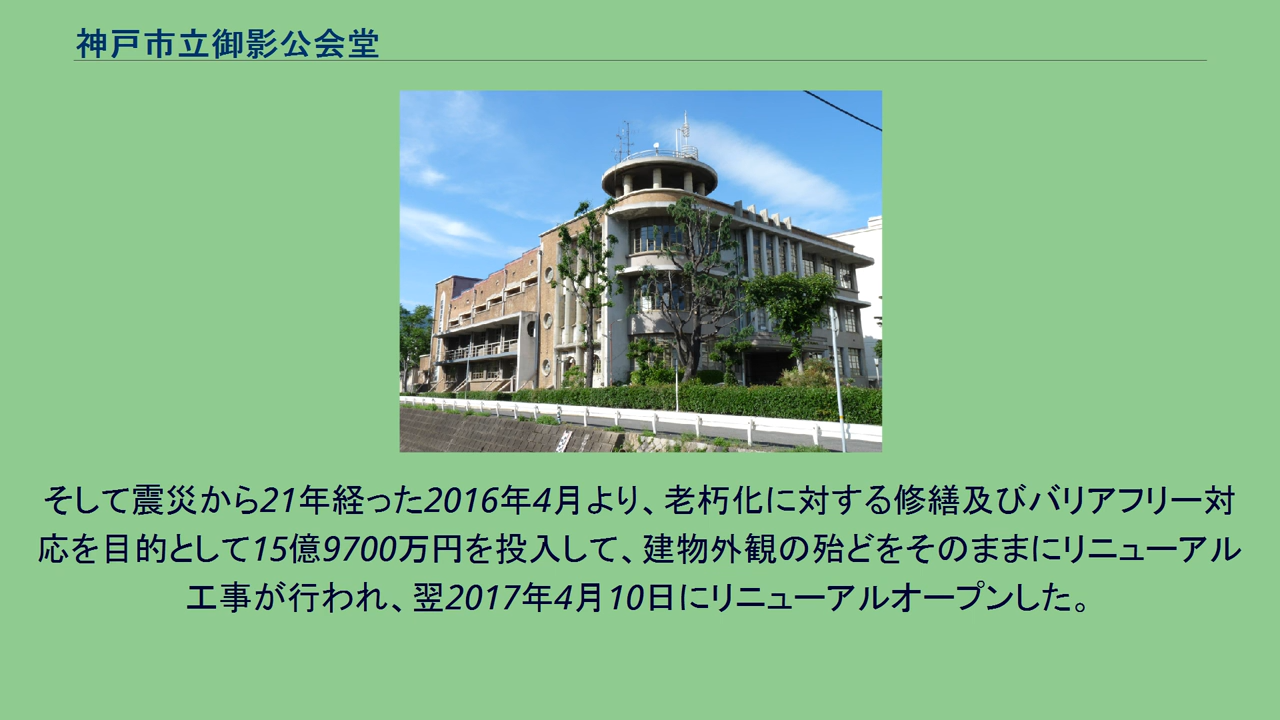 神戸市立御影公会堂
そして震災から21年経った2016年4月より、老朽化に対する修繕及びバリアフリー対
応を目的として15億9700万円を投入して、建物外観の殆どをそのままにリニューアル
工事が行われ、翌2017年4月10日にリニューアルオープンした。